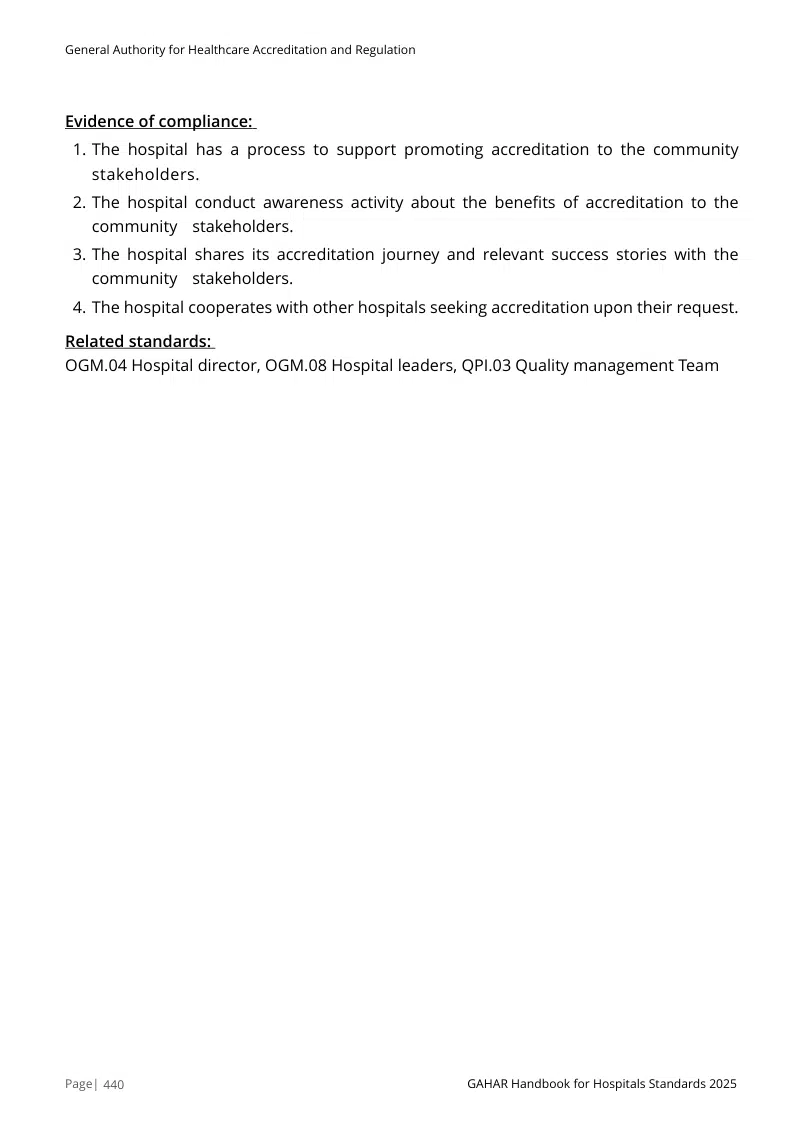 General Authority for Healthcare Accreditation and Regulation
Evidence of compliance:
1. The hospital has a process to support promoting accreditation to the community
stakeholders.
2. The hospital conduct awareness activity about the benefits of accreditation to the
community stakeholders.
3. The hospital shares its accreditation journey and relevant success stories with the
community stakeholders.
4. The hospital cooperates with other hospitals seeking accreditation upon their request.
Related standards:
OGM.04 Hospital director, OGM.08 Hospital leaders, QPI.03 Quality management Team
Page| 440
GAHAR Handbook for Hospitals Standards 2025